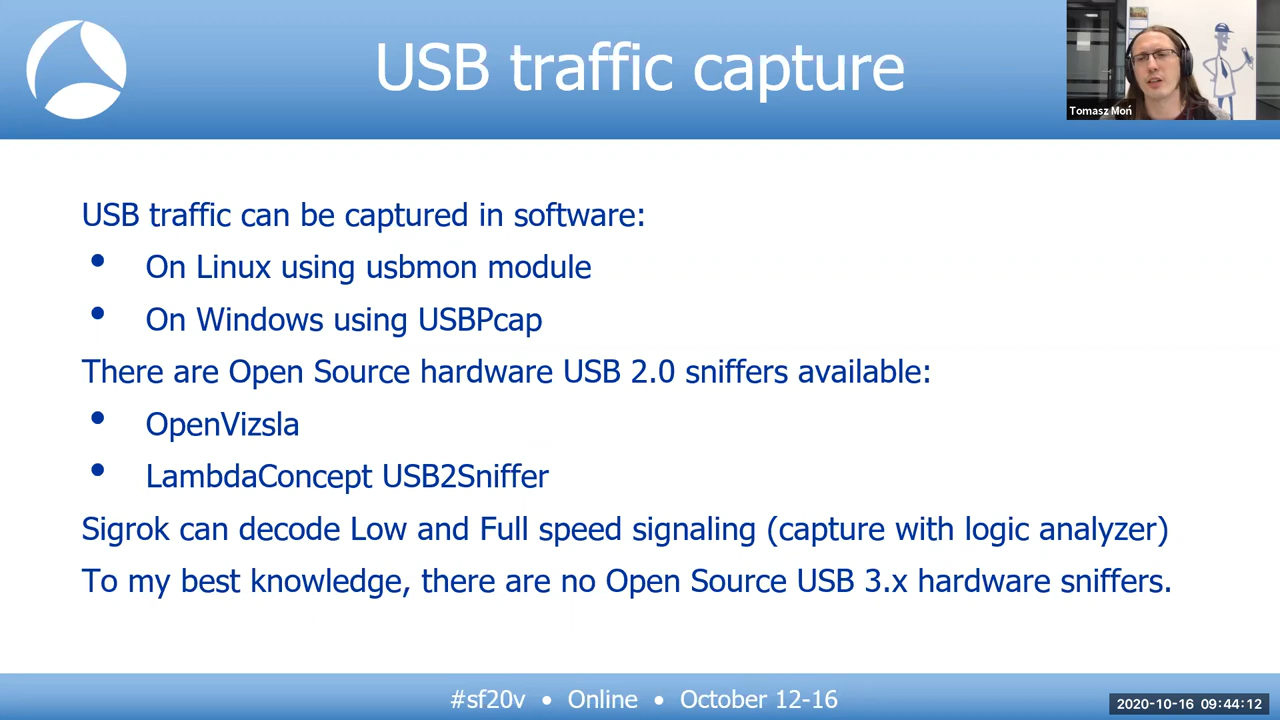 USB traffic capture
Tomasz Moń
USB traffic can be captured in software:
• On Linux using usbmon module
• On Windows using USBPcap
There are Open Source hardware USB 2.0 sniffers available:
• OpenVizsla
• LambdaConcept USB2Sniffer
Sigrok can decode Low and Full speed signaling (capture with logic analyzer)
To my best knowledge, there are no Open Source USB 3.x hardware sniffers.
#sf20v • Online • October 12-16
2020-10-16 09:44:12